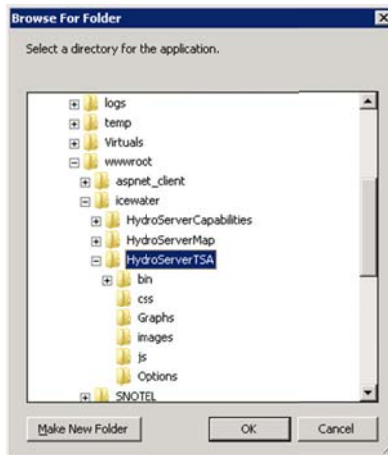 Browse For Folder
Select a directory for the application.
logs
temp
Virtuals
wwwroot
aspnet_client
icewater
HydroServerCapabilities
HydroServerMap
HydroServerTSA
bin
css
Graphs
images
js
Options
SNOTEL
Make New Folder
OK
Cancel